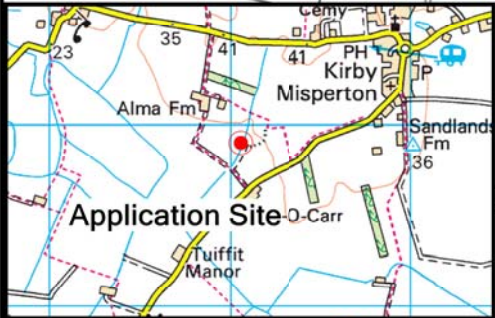 Cemy
23
35
41
41
PH
Kirby
Misperton
P
Alma Fm
Sandlands
Fm
36
Application Site
-O-Carr
Tuiffit
Manor